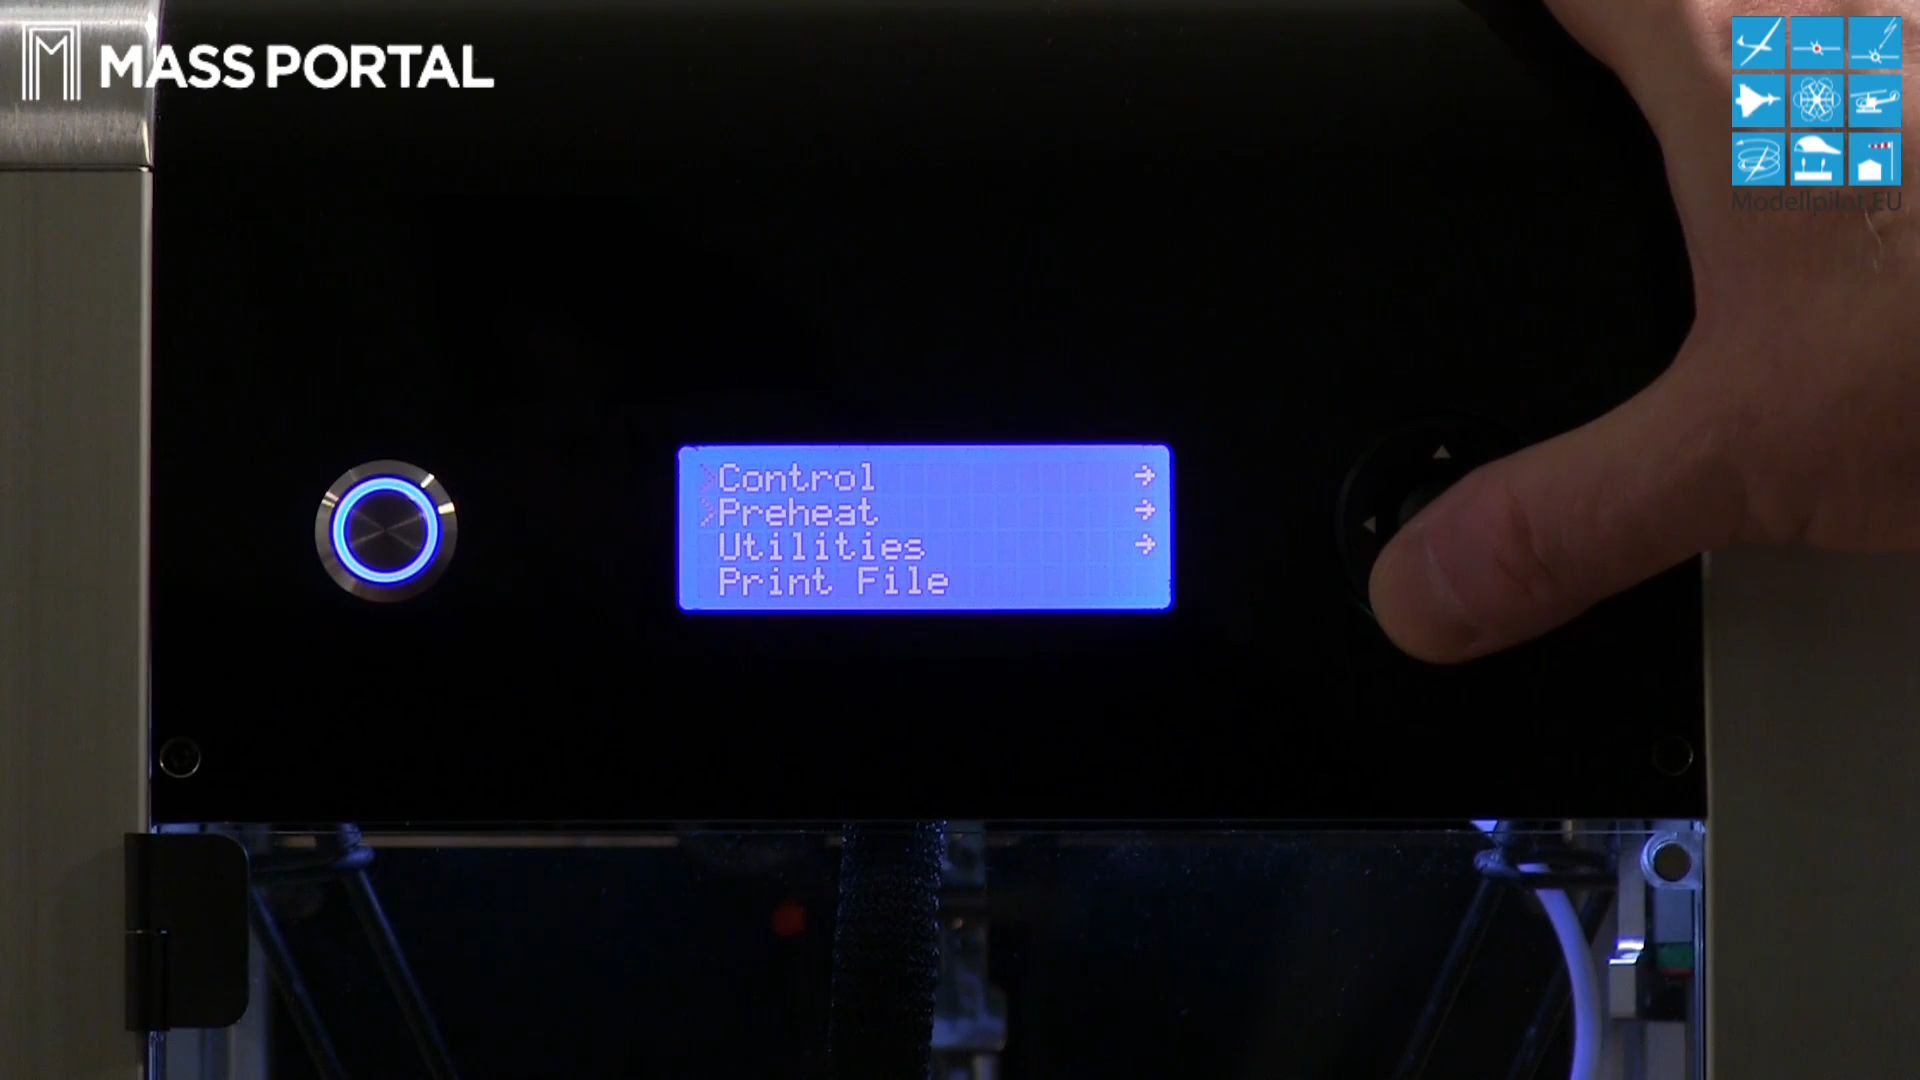 MASS PORTAL
Modellpilot.EU
Control →
Preheat →
Utilities →
Print File